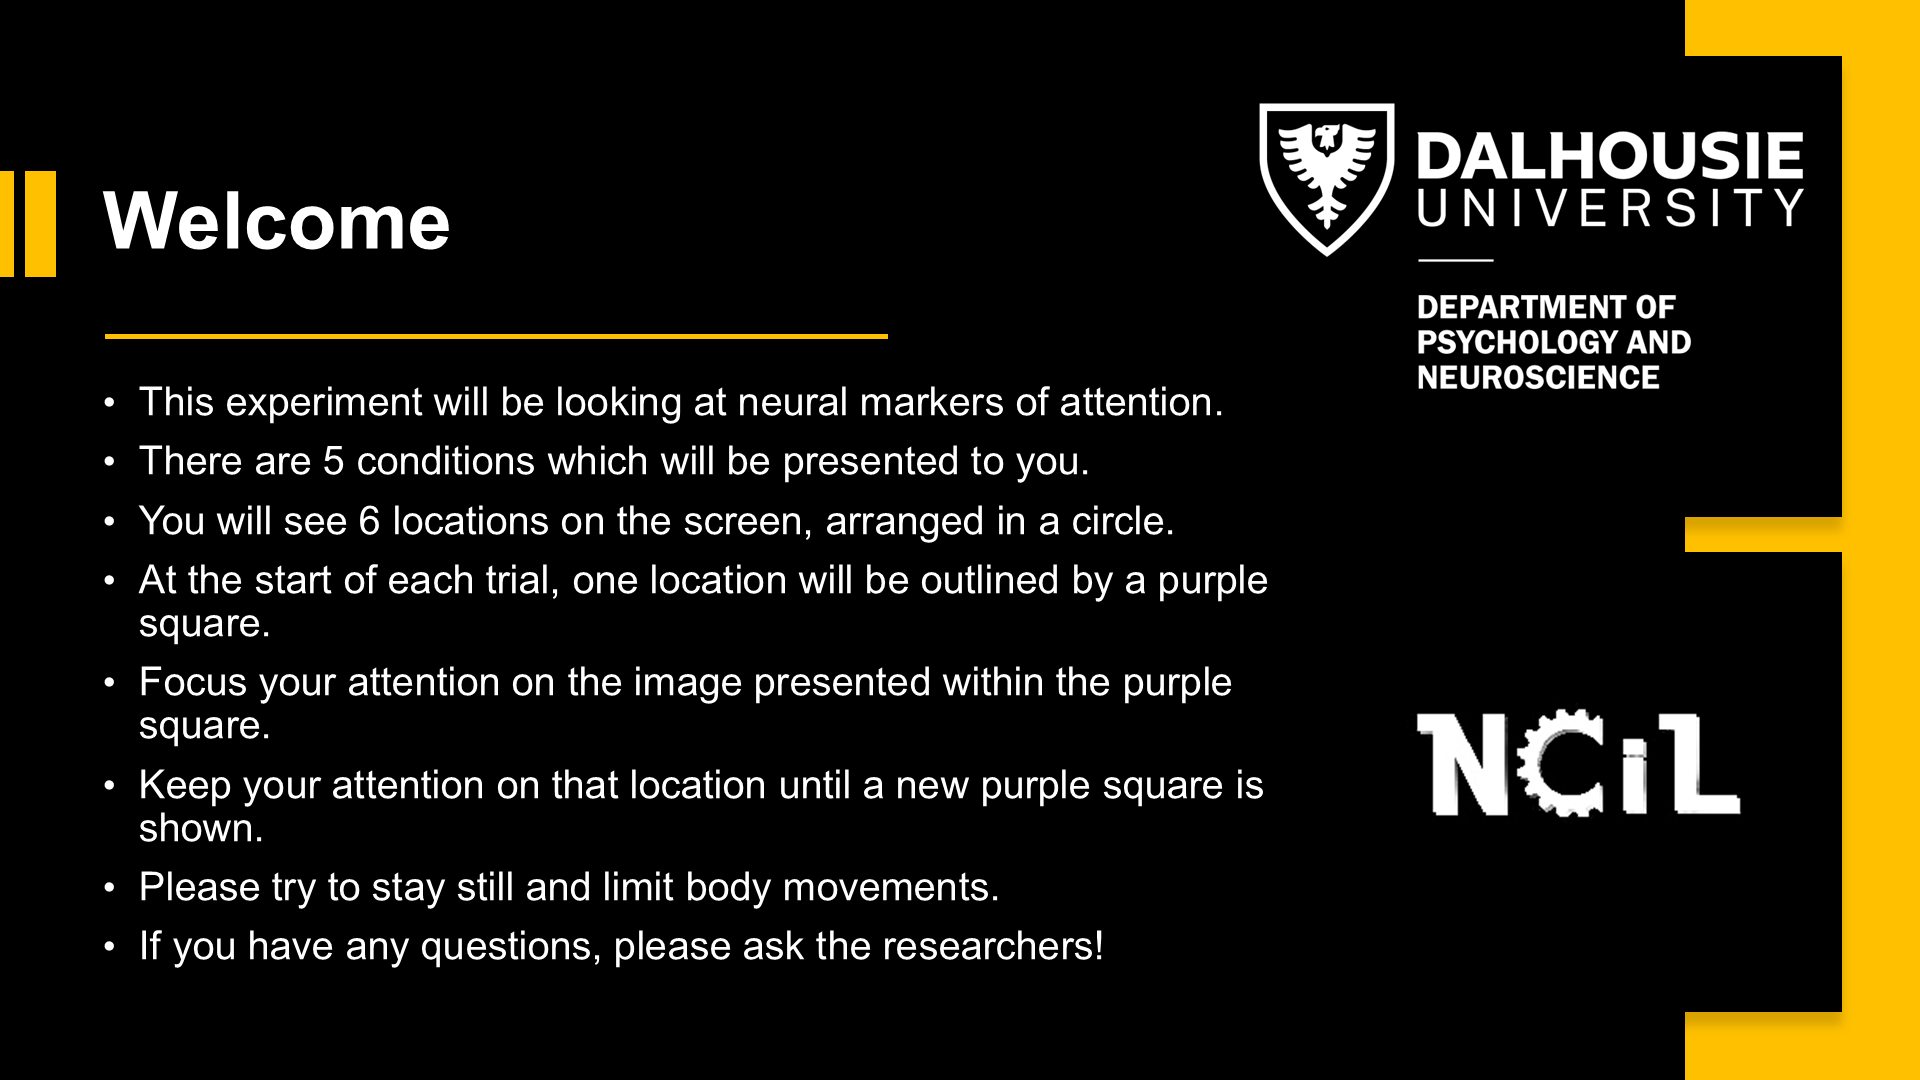 Welcome
• This experiment will be looking at neural markers of attention.
• There are 5 conditions which will be presented to you.
• You will see 6 locations on the screen, arranged in a circle.
• At the start of each trial, one location will be outlined by a purple
square.
• Focus your attention on the image presented within the purple
square.
• Keep your attention on that location until a new purple square is
shown.
• Please try to stay still and limit body movements.
• If you have any questions, please ask the researchers!
DALHOUSIE
UNIVERSITY
DEPARTMENT OF
PSYCHOLOGY AND
NEUROSCIENCE
NCiL